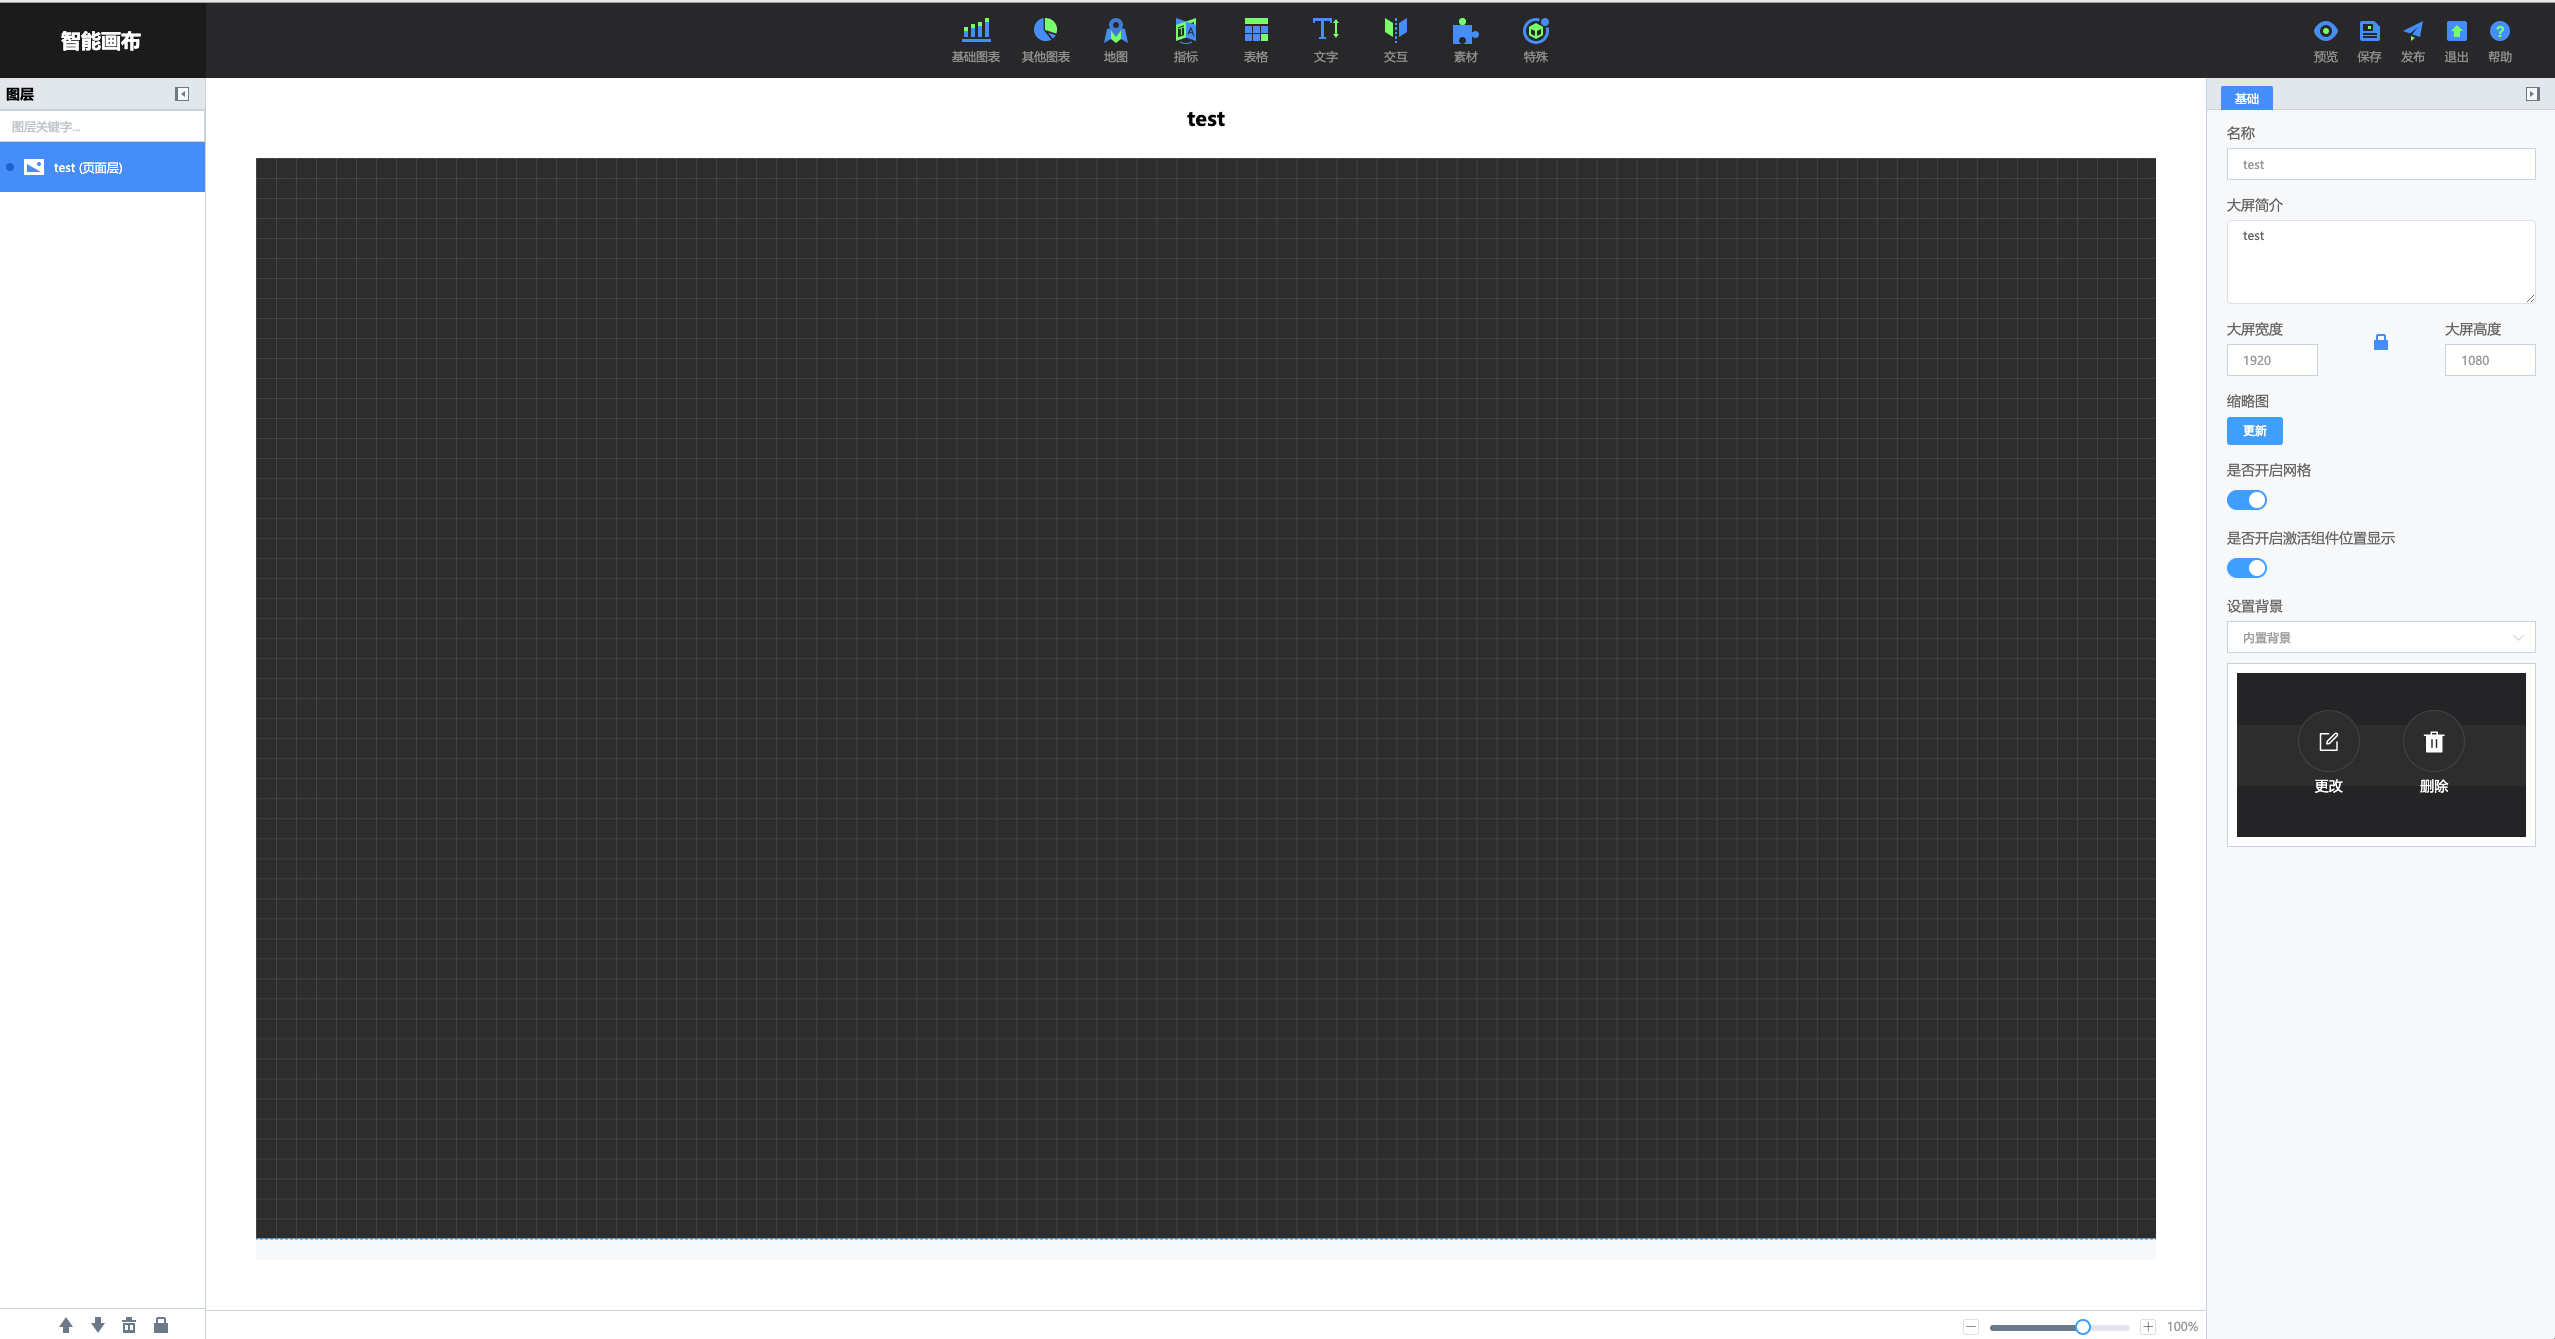 智能画布
基础图表
其他图表
地图
指标
表格
文字
交互
素材
特殊
预览
保存
发布
退出
帮助
图层
图层关键字...
test (页面层)
test
基础
名称
test
大屏简介
test
大屏宽度
大屏高度
1920
1080
缩略图
更新
是否开启网格
是否开启激活组件位置显示
设置背景
内置背景
更改
删除
100%